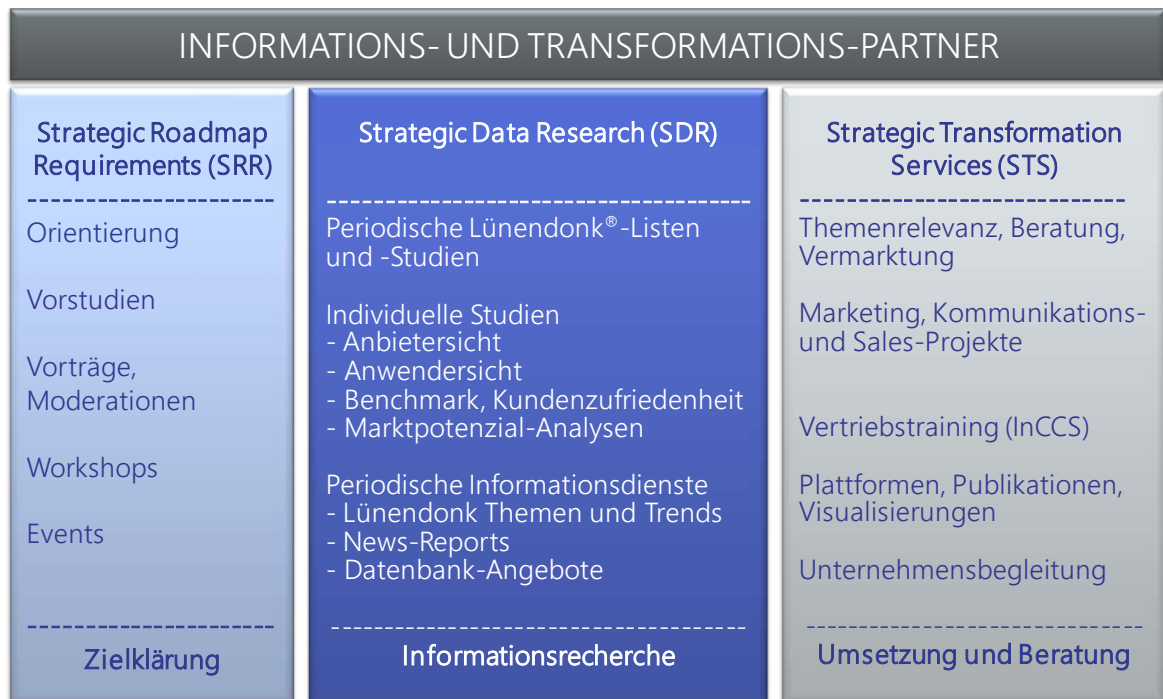 INFORMATIONS- UND TRANSFORMATIONS-PARTNER
Strategic Roadmap
Requirements (SRR)
Orientierung
Vorstudien
Vorträge,
Moderationen
Workshops
Events
Zielklärung
Strategic Data Research (SDR)
Periodische Lünendonk®-Listen
und -Studien
Individuelle Studien
- Anbietersicht
- Anwendersicht
- Benchmark, Kundenzufriedenheit
- Marktpotenzial-Analysen
Periodische Informationsdienste
- Lünendonk Themen und Trends
- News-Reports
- Datenbank-Angebote
Informationsrecherche
Strategic Transformation
Services (STS)
Themenrelevanz, Beratung,
Vermarktung
Marketing, Kommunikations-
und Sales-Projekte
Vertriebstraining (InCCS)
Plattformen, Publikationen,
Visualisierungen
Unternehmensbegleitung
Umsetzung und Beratung